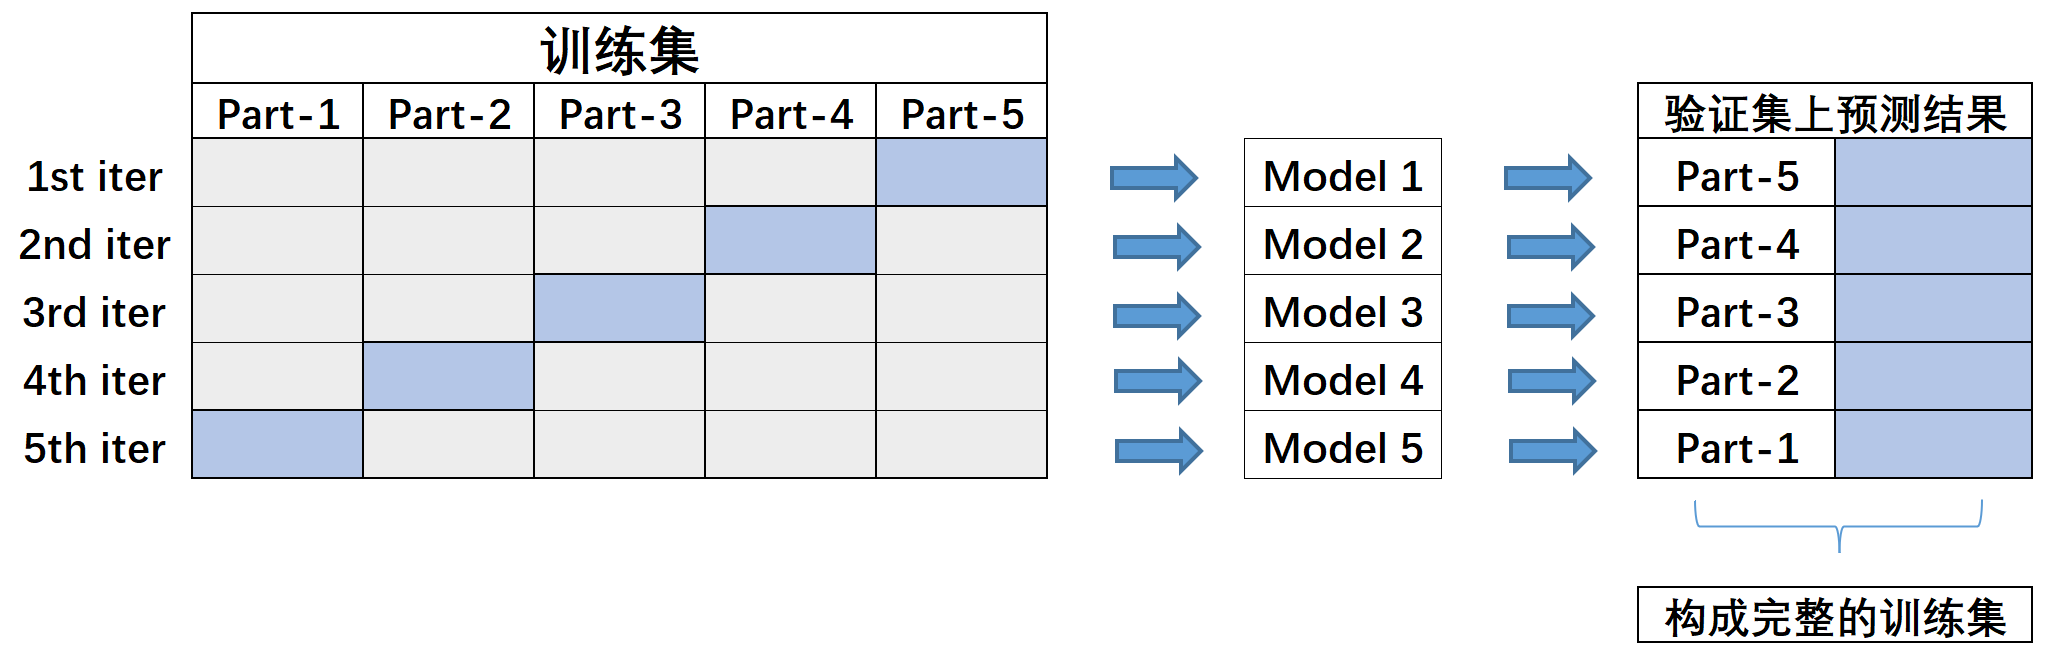 训练集
Part-1 Part-2 Part-3 Part-4 Part-5
验证集上预测结果
1st iter Model 1 Part-5
2nd iter Model 2 Part-4
3rd iter Model 3 Part-3
4th iter Model 4 Part-2
5th iter Model 5 Part-1
构成完整的训练集